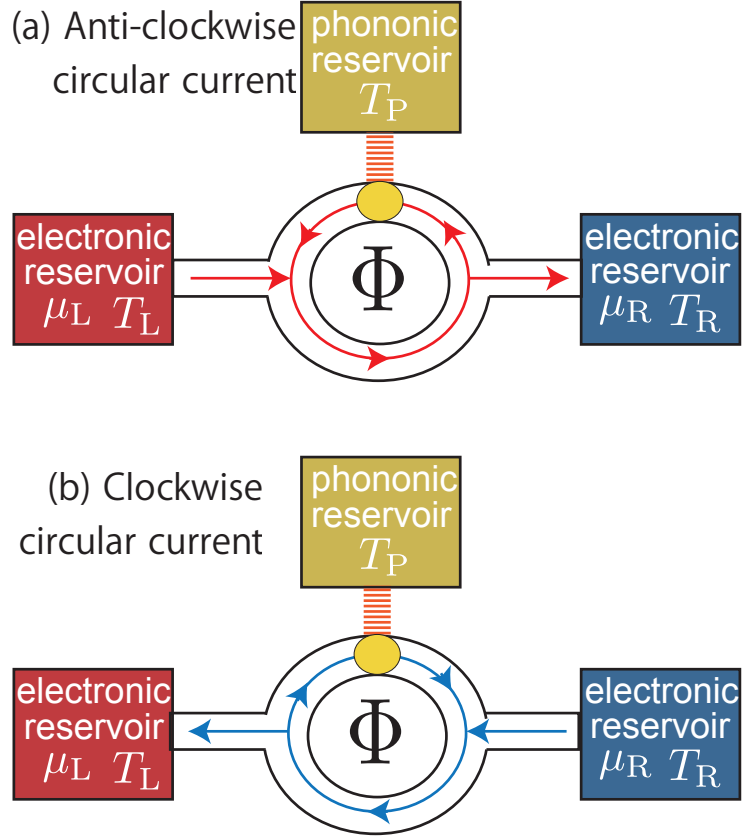 (a) Anti-clockwise
circular current
phononic
reservoir
T_P
electronic
reservoir
μ_L T_L
Φ
electronic
reservoir
μ_R T_R
(b) Clockwise
circular current
phononic
reservoir
T_P
electronic
reservoir
μ_L T_L
Φ
electronic
reservoir
μ_R T_R